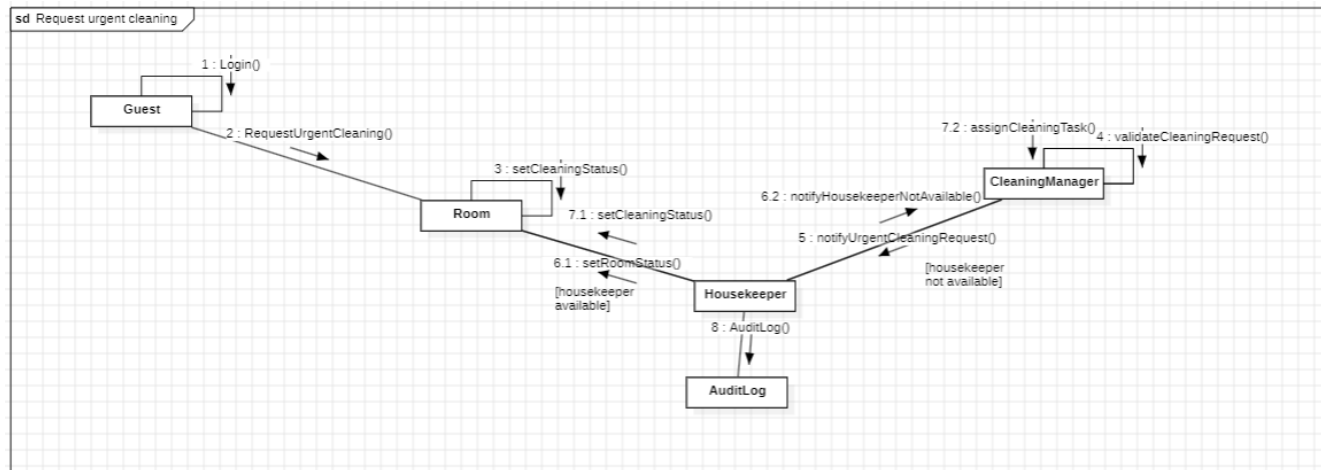 sd Request urgent cleaning
1 : Login()
Guest
2 : RequestUrgentCleaning()
7.2 : assignCleaningTask()
4 : validateCleaningRequest()
3 : setCleaningStatus()
CleaningManager
6.2 : notifyHousekeeperNotAvailable()
Room
7.1 : setCleaningStatus()
5 : notifyUrgentCleaningRequest()
6.1 : setRoomStatus()
[housekeeper
not available]
[housekeeper
available]
Housekeeper
8 : AuditLog()
AuditLog